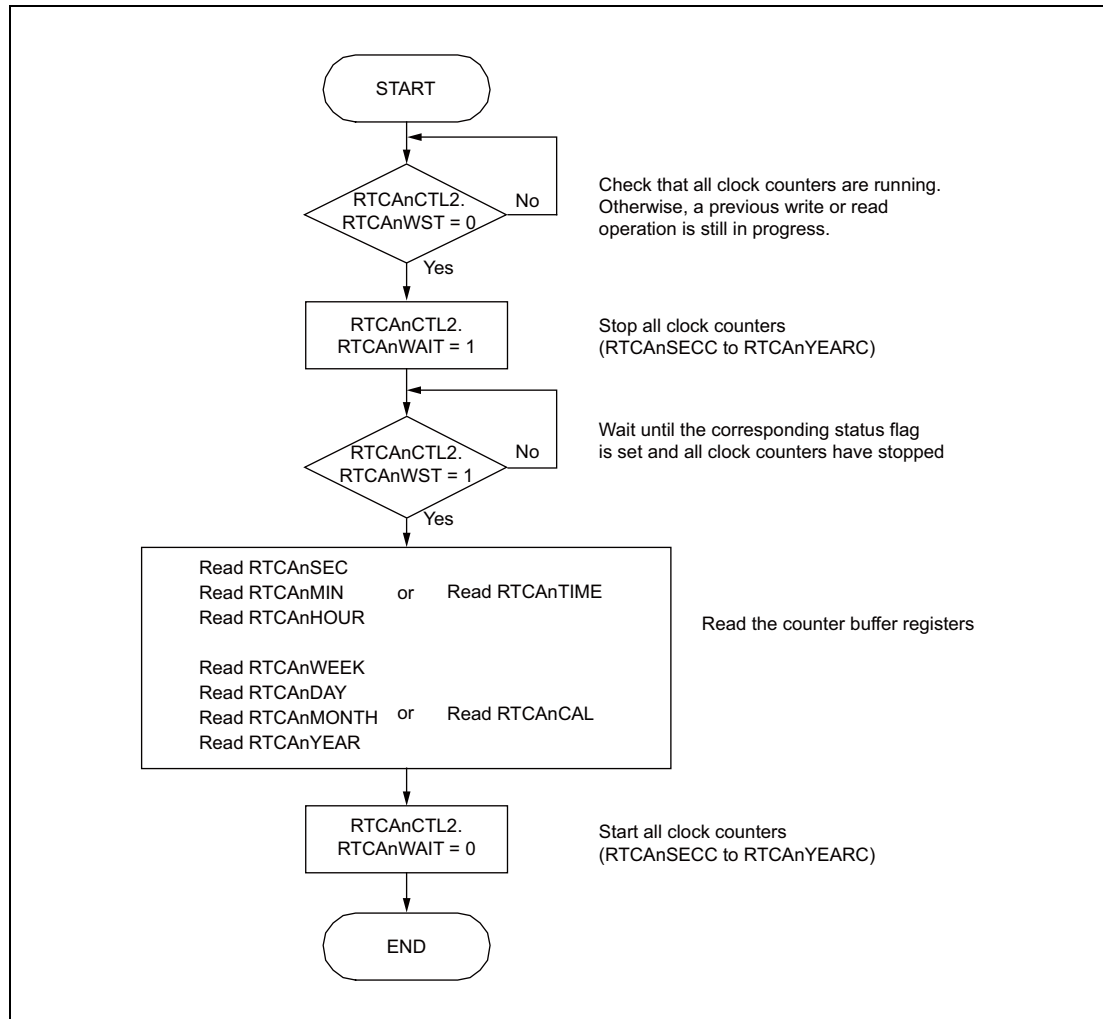 START
RTCAnCTL2.
RTCAnWST = 0
No
Yes
Check that all clock counters are running.
Otherwise, a previous write or read
operation is still in progress.
RTCAnCTL2.
RTCAnWAIT = 1
Stop all clock counters
(RTCAnSECC to RTCAnYEARC)
RTCAnCTL2.
RTCAnWST = 1
No
Yes
Wait until the corresponding status flag
is set and all clock counters have stopped
Read RTCAnSEC
Read RTCAnMIN or Read RTCAnTIME
Read RTCAnHOUR
Read RTCAnWEEK
Read RTCAnDAY
Read RTCAnMONTH or Read RTCAnCAL
Read RTCAnYEAR
Read the counter buffer registers
RTCAnCTL2.
RTCAnWAIT = 0
Start all clock counters
(RTCAnSECC to RTCAnYEARC)
END